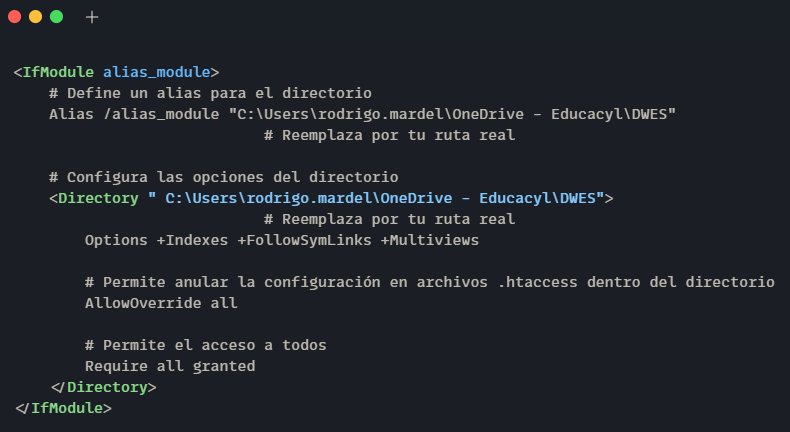 <IfModule alias_module>
    # Define un alias para el directorio
    Alias /alias_module "C:\Users\rodrigo.mardel\OneDrive - Educacyl\DWES"
                            # Reemplaza por tu ruta real
    # Configura las opciones del directorio
    <Directory " C:\Users\rodrigo.mardel\OneDrive - Educacyl\DWES">
                            # Reemplaza por tu ruta real
        Options +Indexes +FollowSymLinks +Multiviews
        # Permite anular la configuración en archivos .htaccess dentro del directorio
        AllowOverride all
        # Permite el acceso a todos
        Require all granted
    </Directory>
</IfModule>